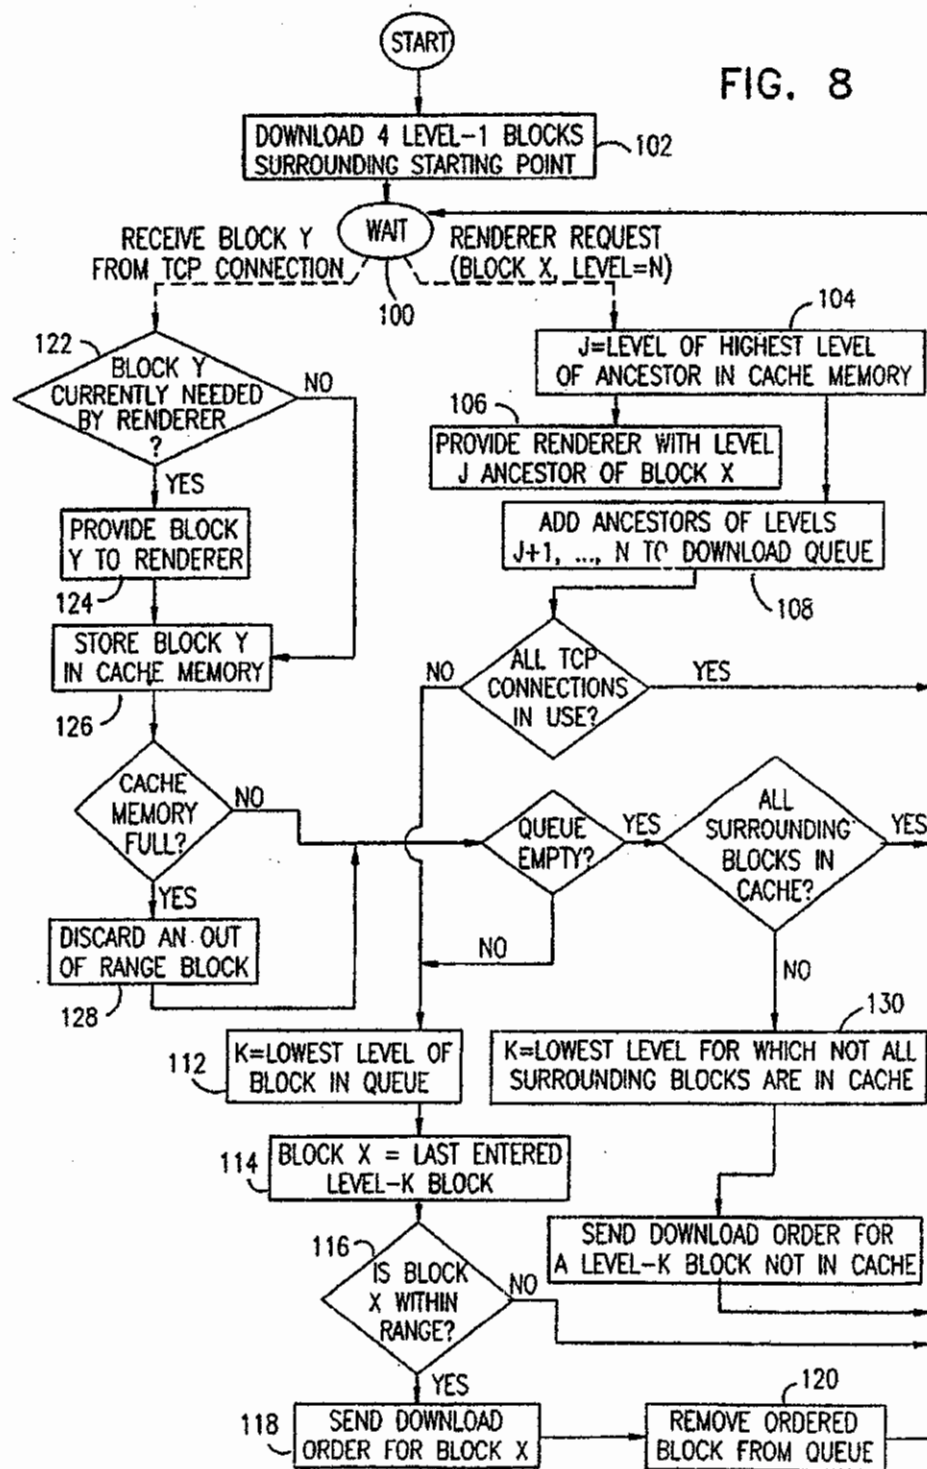 START
FIG. 8
DOWNLOAD 4 LEVEL-1 BLOCKS
SURROUNDING STARTING POINT
102
WAIT
RECEIVE BLOCK Y
FROM TCP CONNECTION
RENDERER REQUEST
(BLOCK X, LEVEL=N)
100
104
J=LEVEL OF HIGHEST LEVEL
OF ANCESTOR IN CACHE MEMORY
122
BLOCK Y
CURRENTLY NEEDED
BY RENDERER
?
NO
YES
106
PROVIDE RENDERER WITH LEVEL
J ANCESTOR OF BLOCK X
PROVIDE BLOCK
Y TO RENDERER
124
ADD ANCESTORS OF LEVELS
J+1, ..., N TO DOWNLOAD QUEUE
108
STORE BLOCK Y
IN CACHE MEMORY
126
NO
ALL TCP
CONNECTIONS
IN USE?
YES
CACHE
MEMORY
FULL?
NO
YES
QUEUE
EMPTY?
YES
NO
ALL
SURROUNDING
BLOCKS IN
CACHE?
YES
NO
DISCARD AN OUT
OF RANGE BLOCK
128
112
K=LOWEST LEVEL OF
BLOCK IN QUEUE
130
K=LOWEST LEVEL FOR WHICH NOT ALL
SURROUNDING BLOCKS ARE IN CACHE
114
BLOCK X = LAST ENTERED
LEVEL-K BLOCK
SEND DOWNLOAD ORDER FOR
A LEVEL-K BLOCK NOT IN CACHE
116
IS BLOCK
X WITHIN
RANGE?
NO
YES
118
SEND DOWNLOAD
ORDER FOR BLOCK X
120
REMOVE ORDERED
BLOCK FROM QUEUE